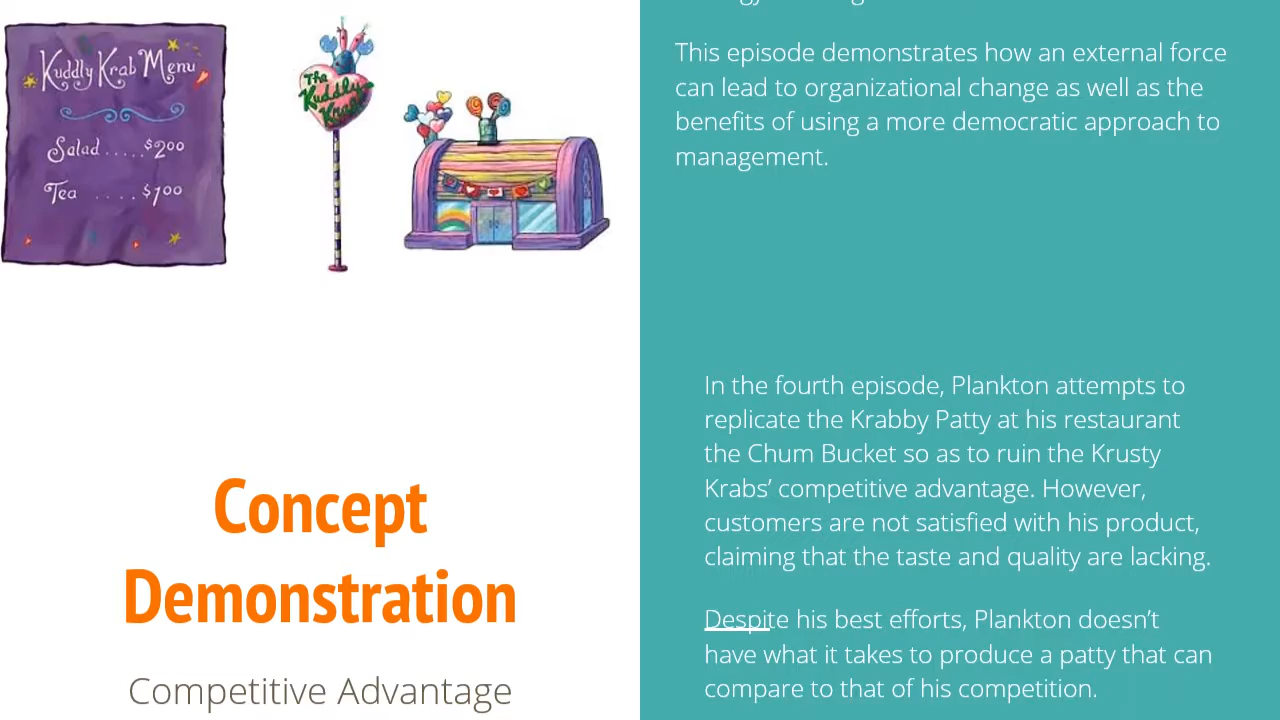 Kuddly Krab Menu
Salad ..... $2.00
Tea .... $1.00
The
Kuddly
This episode demonstrates how an external force
can lead to organizational change as well as the
benefits of using a more democratic approach to
management.
In the fourth episode, Plankton attempts to
replicate the Krabby Patty at his restaurant
the Chum Bucket so as to ruin the Krusty
Krabs’ competitive advantage. However,
customers are not satisfied with his product,
claiming that the taste and quality are lacking.
Despite his best efforts, Plankton doesn’t
have what it takes to produce a patty that can
compare to that of his competition.
Concept
Demonstration
Competitive Advantage